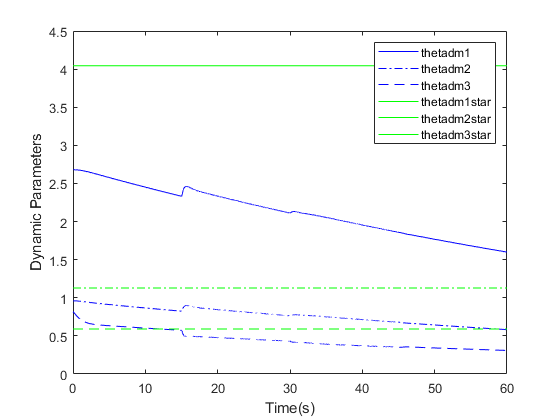 4.5
4
3.5
3
2.5
2
1.5
1
0.5
0
Dynamic Parameters
thetadm1
thetadm2
thetadm3
thetadm1star
thetadm2star
thetadm3star
0 10 20 30 40 50 60
Time(s)